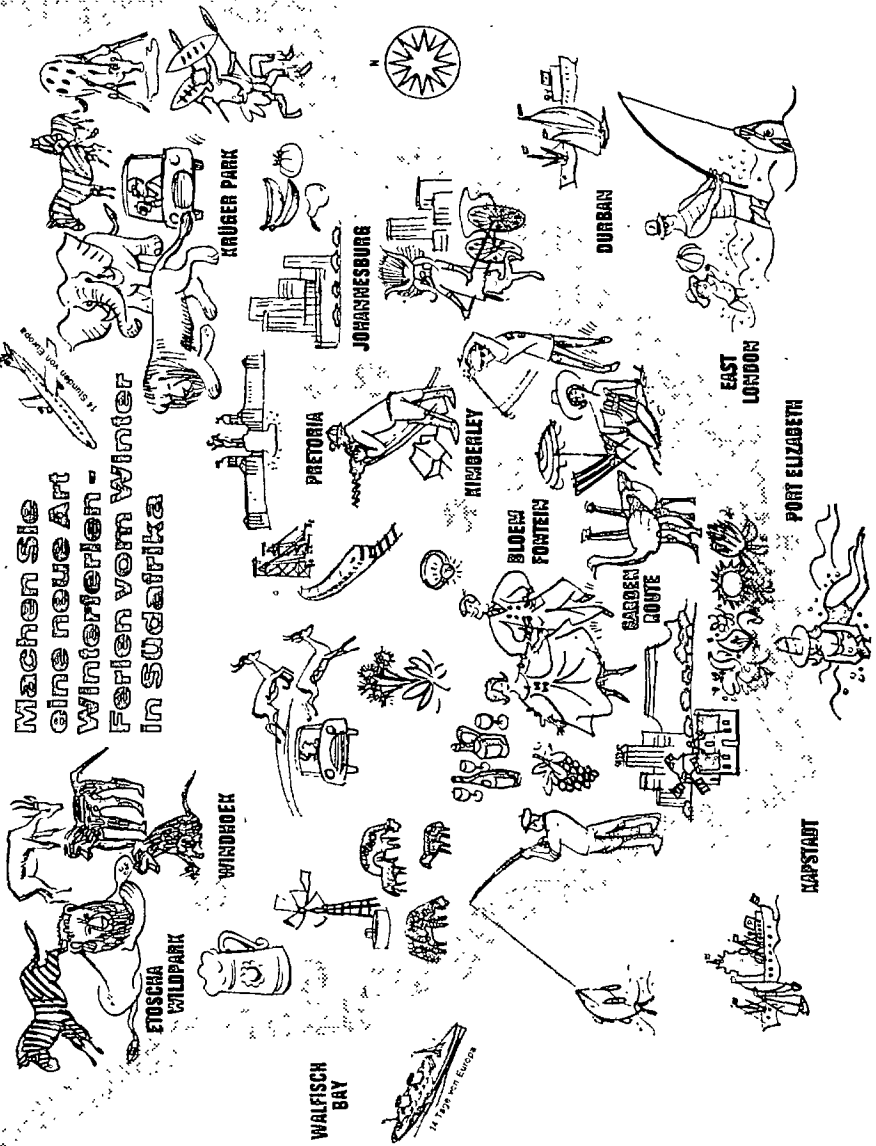 Machen Sie
eine neue Art
Winterferien -
Ferien vom Winter
in Südafrika
14 Stunden von Europa
ETOSCHA
WILDPARK
WINDHOEK
KRÜGER PARK
WALFISCH
BAY
14 Tage von Europa
PRETORIA
JOHANNESBURG
N
KIMBERLEY
BLOEM
FONTEIN
DURBAN
GARDEN
ROUTE
EAST
LONDON
KAPSTADT
PORT ELIZABETH